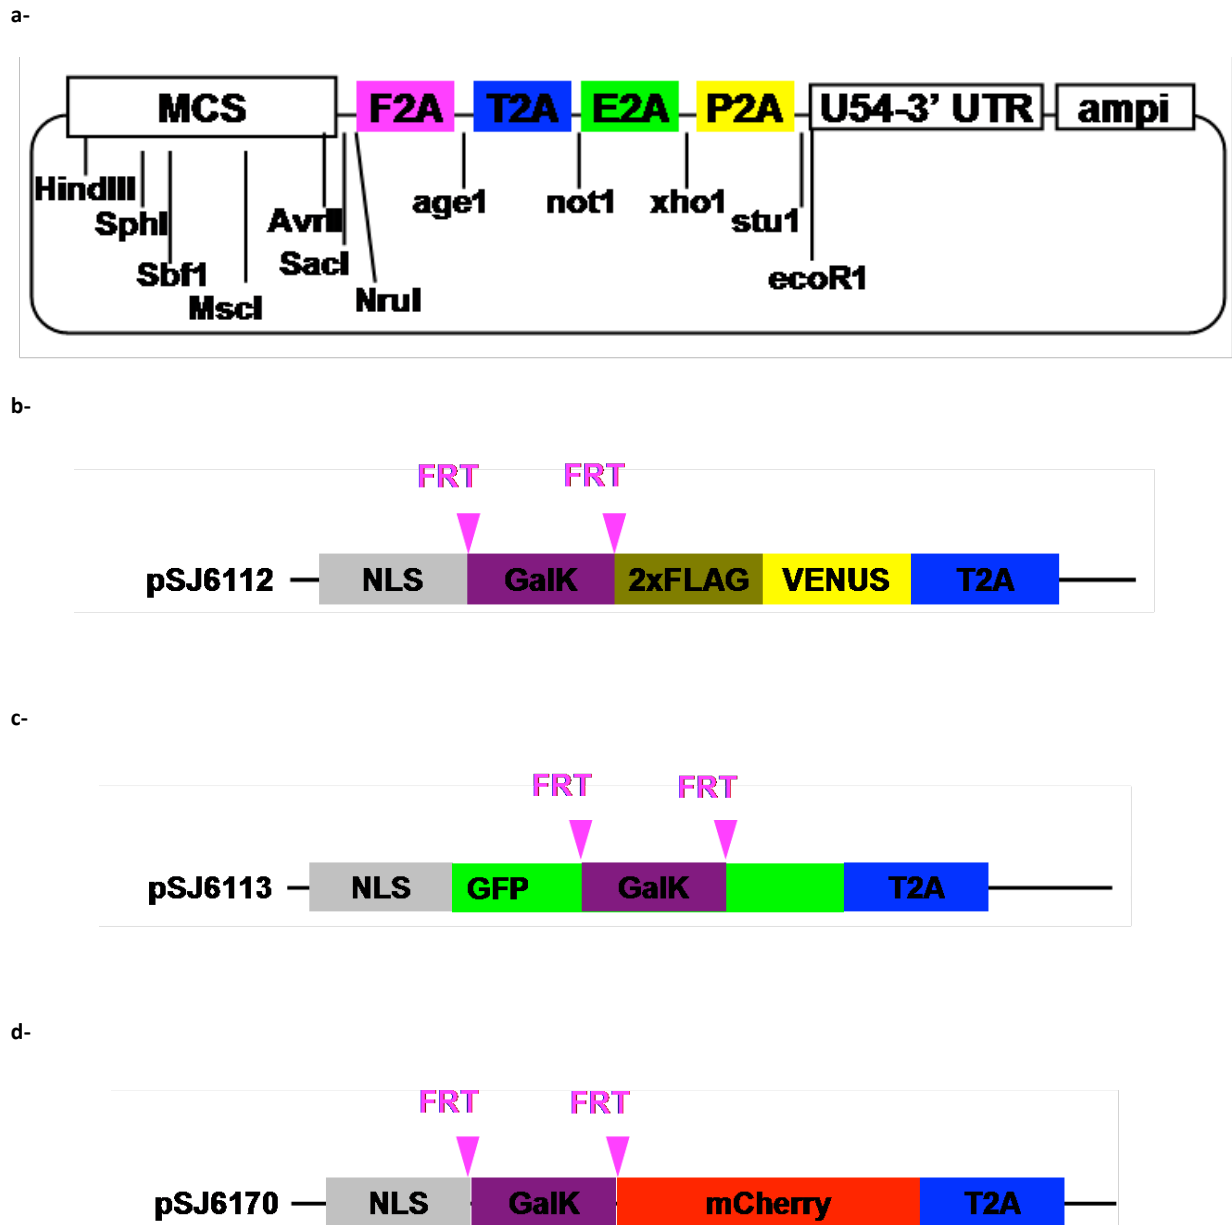 a-
MCS F2A T2A E2A P2A U54-3' UTR ampi
HindIII
SphI
Sbf1
MscI
AvrII
SacI
NruI
age1
not1
xho1
stu1
ecoR1
b-
FRT FRT
pSJ6112 NLS GalK 2xFLAG VENUS T2A
c-
FRT FRT
pSJ6113 NLS GFP GalK T2A
d-
FRT FRT
pSJ6170 NLS GalK mCherry T2A